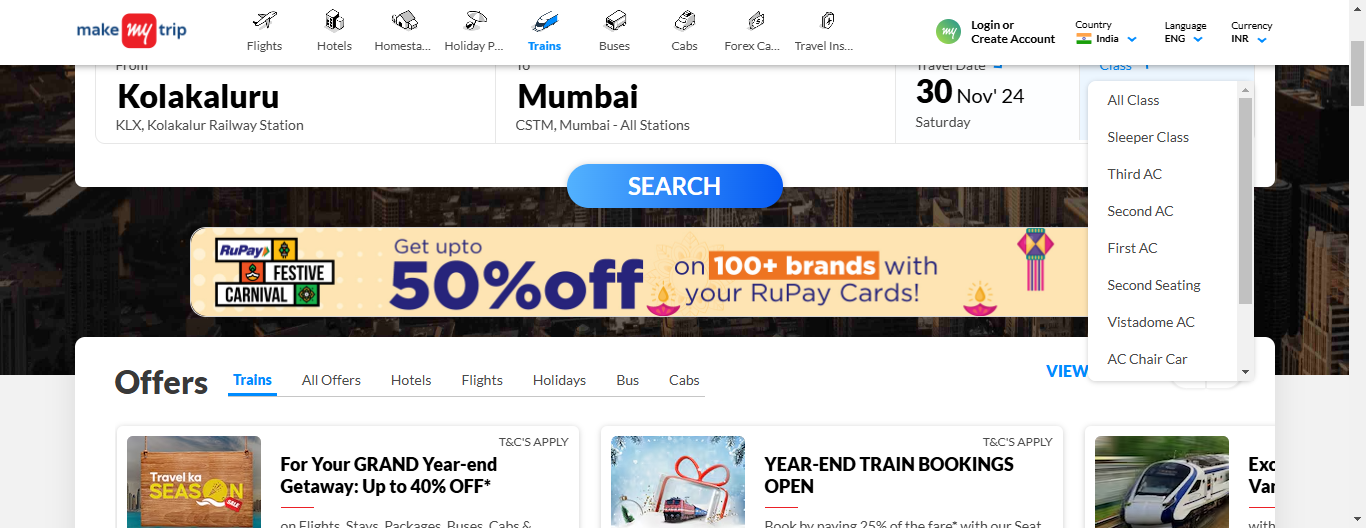 make my trip
Flights
Hotels
Homesta...
Holiday P...
Trains
Buses
Cabs
Forex Ca...
Travel Ins...
my
Login or
Create Account
Country
India
Language
ENG
Currency
INR
From
To
Travel Date
Class
Kolakaluru
KLX, Kolakalur Railway Station
Mumbai
CSTM, Mumbai - All Stations
30 Nov' 24
Saturday
All Class
Sleeper Class
Third AC
Second AC
First AC
Second Seating
Vistadome AC
AC Chair Car
SEARCH
RuPay
FESTIVE
CARNIVAL
Get upto
50%off
on 100+ brands with
your RuPay Cards!
Offers
Trains
All Offers
Hotels
Flights
Holidays
Bus
Cabs
VIEW
T&C'S APPLY
Travel ka
SEASON
SALE
For Your GRAND Year-end
Getaway: Up to 40% OFF*
on Flights, Stays, Packages, Buses, Cabs &
T&C'S APPLY
YEAR-END TRAIN BOOKINGS
OPEN
Book by paying 25% of the fare* with our Seat
Exc
Van
with